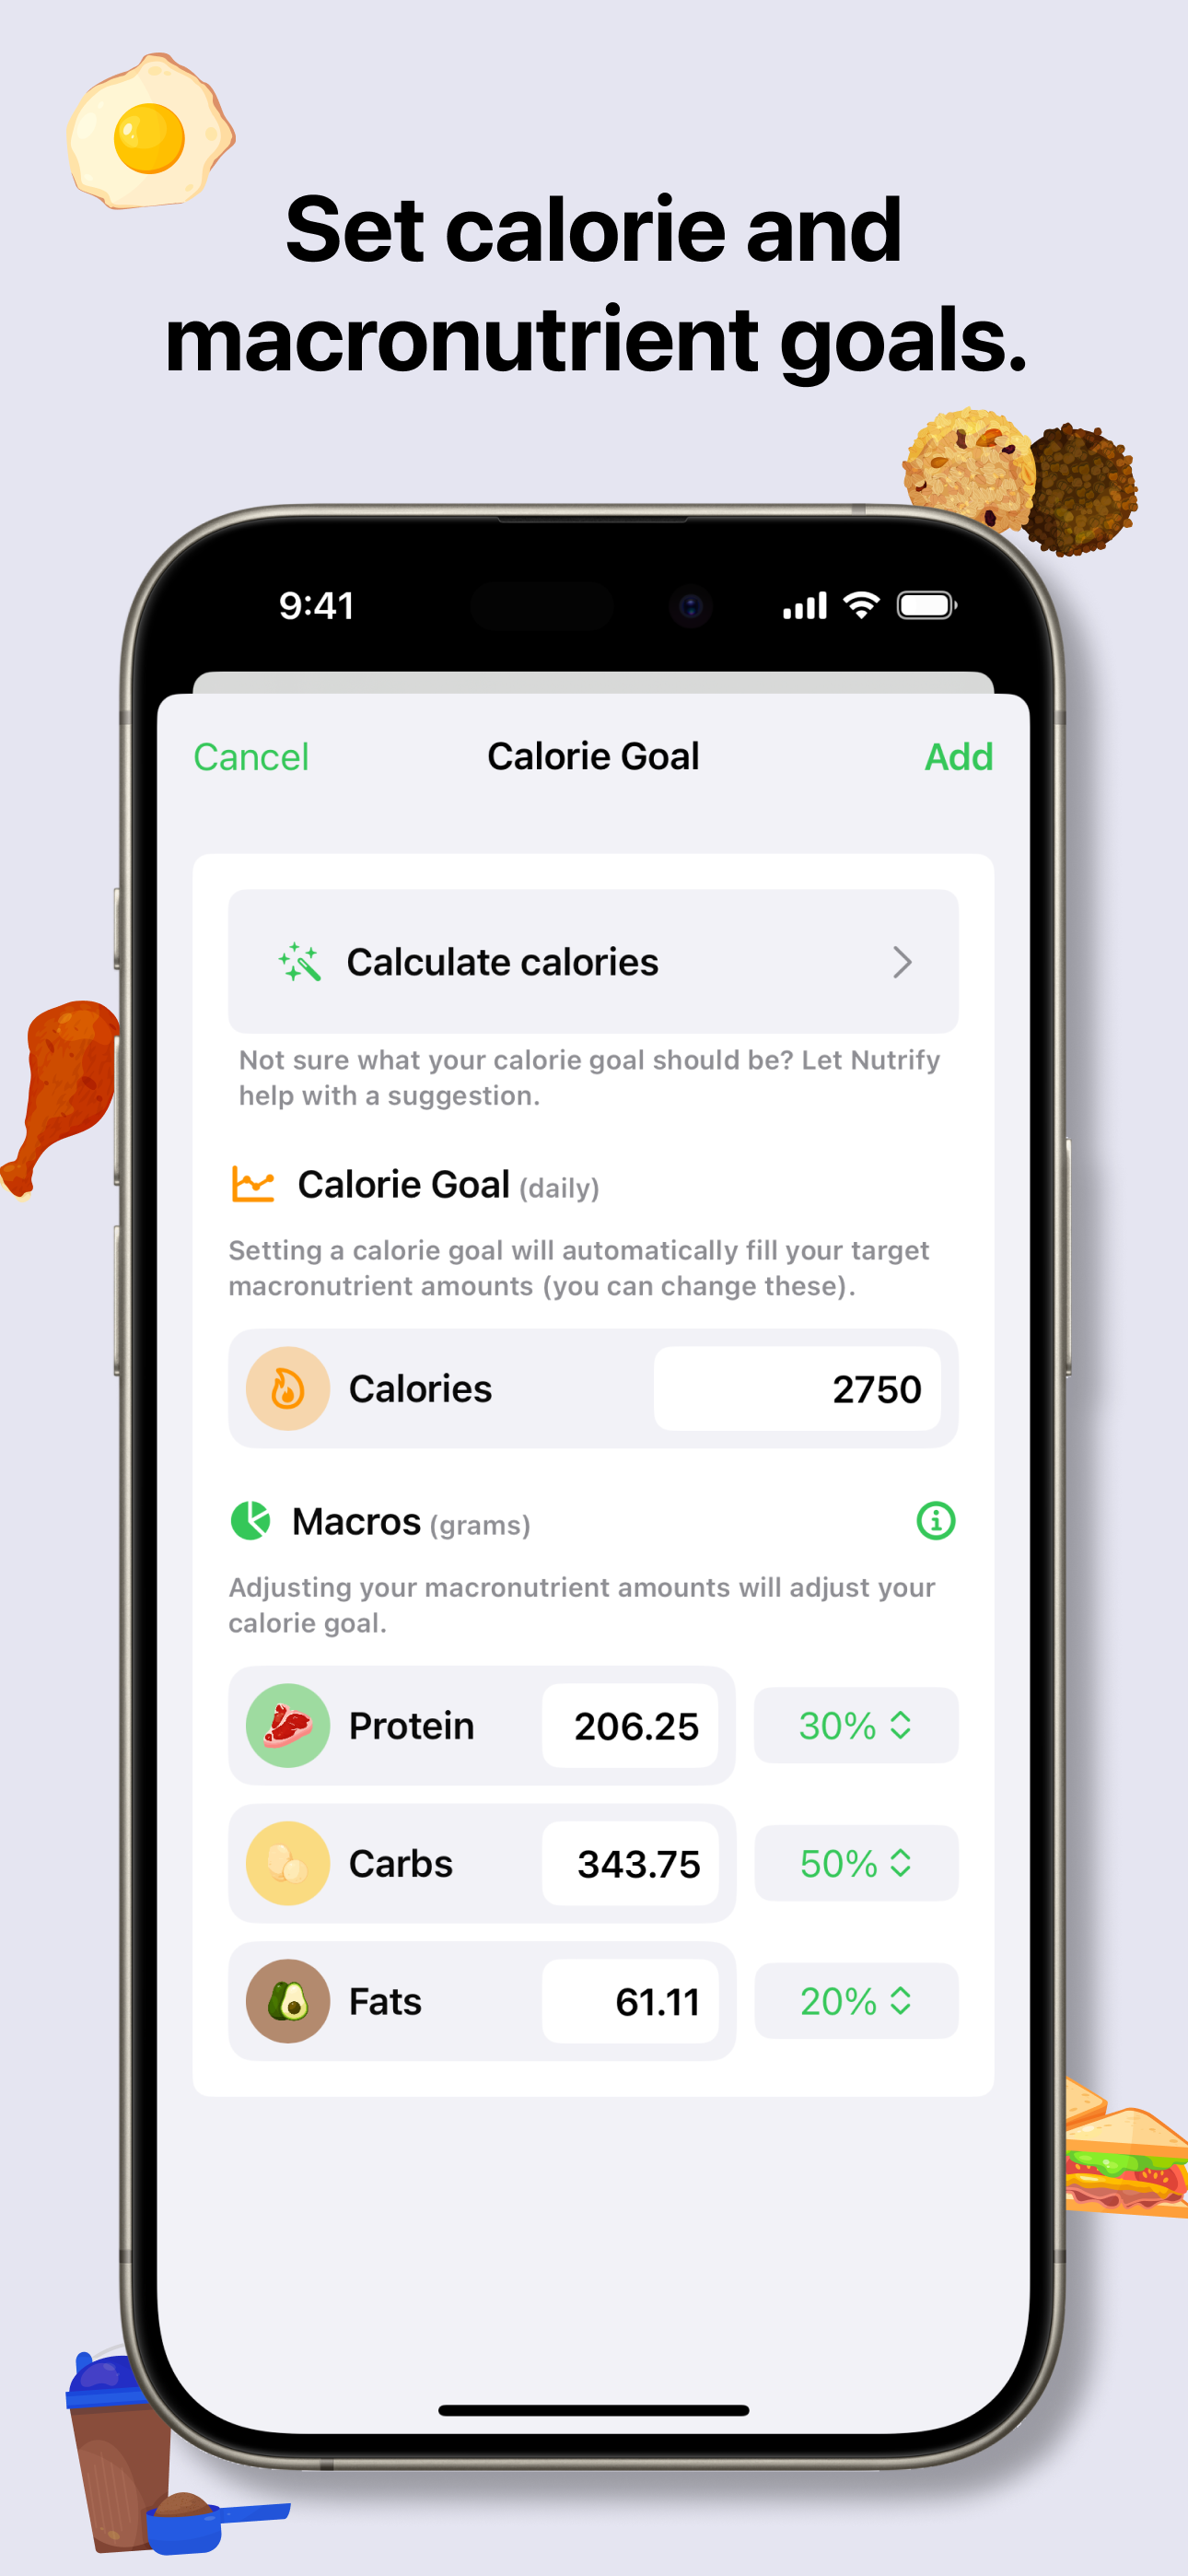 Set calorie and
macronutrient goals.
9:41
Cancel
Calorie Goal
Add
Calculate calories
Not sure what your calorie goal should be? Let Nutrify
help with a suggestion.
Calorie Goal (daily)
Setting a calorie goal will automatically fill your target
macronutrient amounts (you can change these).
Calories
2750
Macros (grams)
Adjusting your macronutrient amounts will adjust your
calorie goal.
Protein
206.25
30%
Carbs
343.75
50%
Fats
61.11
20%